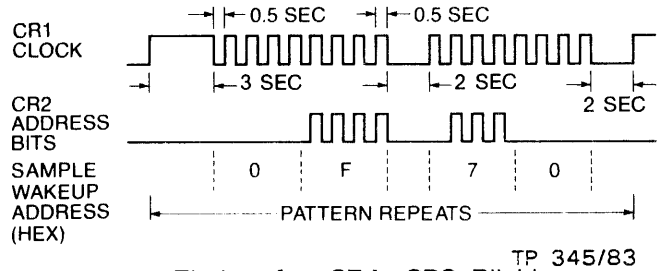 0.5 SEC
0.5 SEC
CR1
CLOCK
3 SEC
2 SEC
2 SEC
CR2
ADDRESS
BITS
SAMPLE
WAKEUP
ADDRESS
(HEX)
0
F
7
0
PATTERN REPEATS
TP 345/83